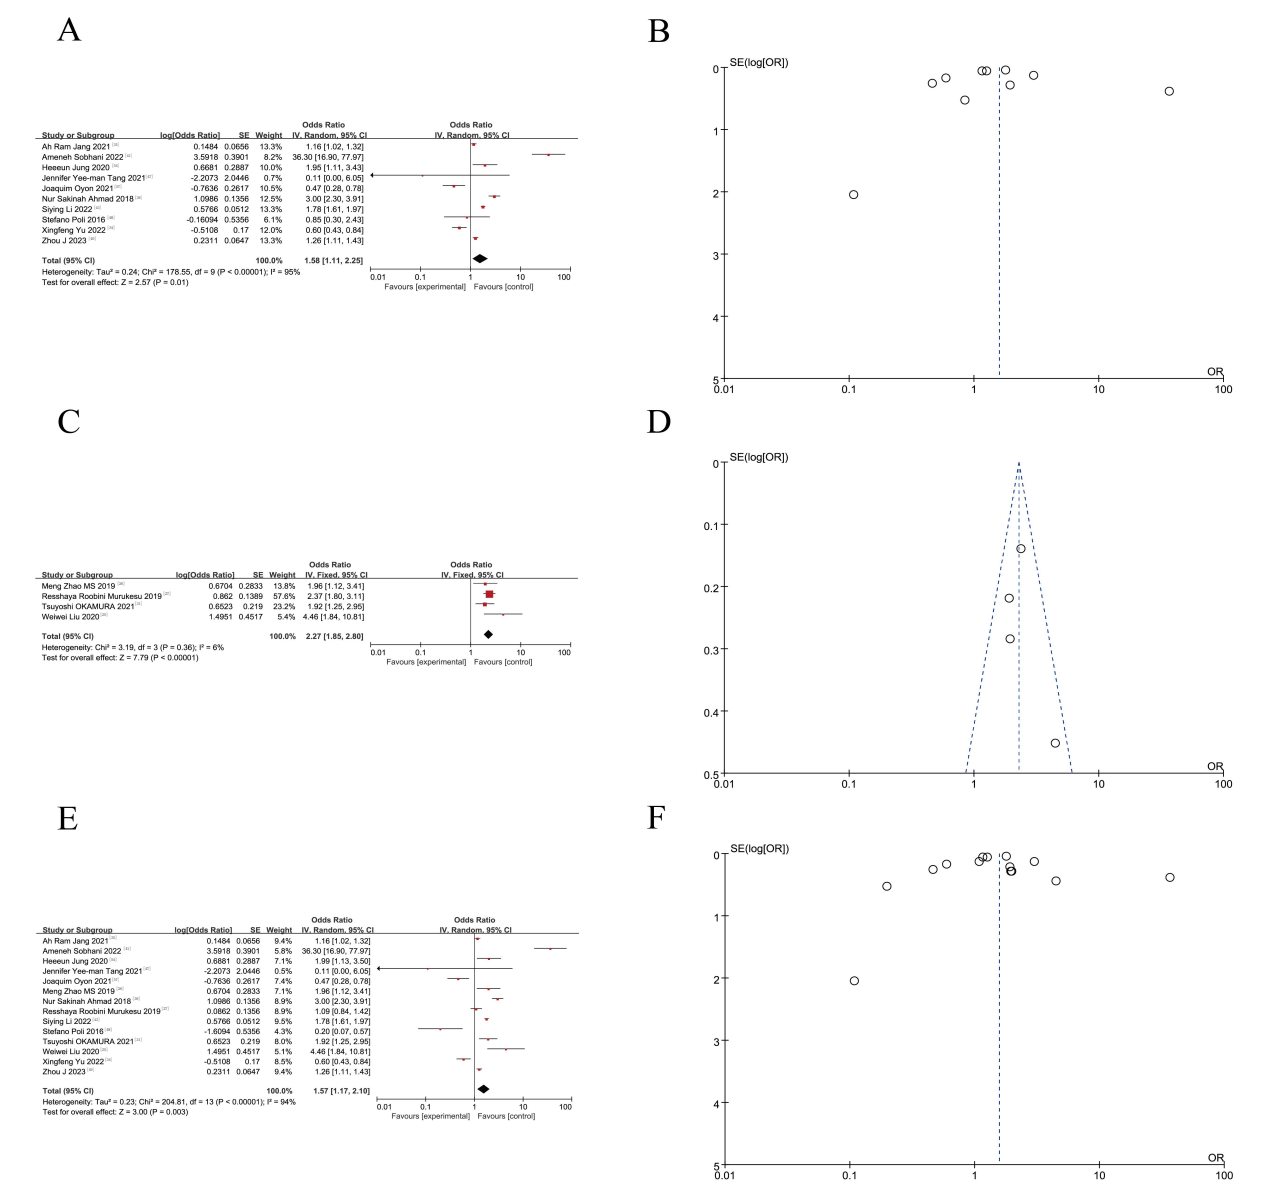 A
Odds Ratio Odds Ratio
Study or Subgroup log[Odds Ratio] SE Weight IV. Random. 95% CI IV. Random. 95% CI
Ah Ram Jang 2021 0.1484 0.0656 13.3% 1.16 [1.02, 1.32]
Ameneh Sobhani 2022 3.5918 0.3901 8.2% 36.30 [16.90, 77.97]
Heeeun Jung 2020 0.6681 0.2887 10.0% 1.95 [1.11, 3.43]
Jennifer Yee-man Tang 2021 -2.2073 2.0446 0.7% 0.11 [0.00, 6.05]
Joaquim Oyon 2021 -0.7636 0.2617 10.5% 0.47 [0.28, 0.78]
Nur Sakinah Ahmad 2018 1.0986 0.1356 12.5% 3.00 [2.30, 3.91]
Siying Li 2022 0.5766 0.0512 13.3% 1.78 [1.61, 1.97]
Stefano Poli 2016 -0.16094 0.5356 6.1% 0.85 [0.30, 2.43]
Xingfeng Yu 2022 -0.5108 0.17 12.0% 0.60 [0.43, 0.84]
Zhou J 2023 0.2311 0.0647 13.3% 1.26 [1.11, 1.43]
Total (95% CI) 100.0% 1.58 [1.11, 2.25]
Heterogeneity: Tau² = 0.24; Chi² = 178.55, df = 9 (P < 0.00001); I² = 95%
Test for overall effect: Z = 2.57 (P = 0.01)
0.01 0.1 1 10 100
Favours [experimental] Favours [control]
B
SE(log[OR])
0
1
2
3
4
5
OR
0.01 0.1 1 10 100
C
Odds Ratio Odds Ratio
Study or Subgroup log[Odds Ratio] SE Weight IV. Fixed. 95% CI IV. Fixed. 95% CI
Meng Zhao MS 2019 0.6704 0.2833 13.8% 1.96 [1.12, 3.41]
Resshaya Roobini Murukesu 2019 0.862 0.1389 57.6% 2.37 [1.80, 3.11]
Tsuyoshi OKAMURA 2021 0.6523 0.219 23.2% 1.92 [1.25, 2.95]
Weiwei Liu 2020 1.4951 0.4517 5.4% 4.46 [1.84, 10.81]
Total (95% CI) 100.0% 2.27 [1.85, 2.80]
Heterogeneity: Chi² = 3.19, df = 3 (P = 0.36); I² = 6%
Test for overall effect: Z = 7.79 (P < 0.00001)
0.01 0.1 1 10 100
Favours [experimental] Favours [control]
D
SE(log[OR])
0
0.1
0.2
0.3
0.4
0.5
OR
0.01 0.1 1 10 100
E
Odds Ratio Odds Ratio
Study or Subgroup log[Odds Ratio] SE Weight IV. Random. 95% CI IV. Random. 95% CI
Ah Ram Jang 2021 0.1484 0.0656 9.4% 1.16 [1.02, 1.32]
Ameneh Sobhani 2022 3.5918 0.3901 5.8% 36.30 [16.90, 77.97]
Heeeun Jung 2020 0.6881 0.2887 7.1% 1.99 [1.13, 3.50]
Jennifer Yee-man Tang 2021 -2.2073 2.0446 0.5% 0.11 [0.00, 6.05]
Joaquim Oyon 2021 -0.7636 0.2617 7.4% 0.47 [0.28, 0.78]
Meng Zhao MS 2019 0.6704 0.2833 7.1% 1.96 [1.12, 3.41]
Nur Sakinah Ahmad 2018 1.0986 0.1356 8.9% 3.00 [2.30, 3.91]
Resshaya Roobini Murukesu 2019 0.0862 0.1356 8.9% 1.09 [0.84, 1.42]
Siying Li 2022 0.5766 0.0512 9.5% 1.78 [1.61, 1.97]
Stefano Poli 2016 -1.6094 0.5356 4.3% 0.20 [0.07, 0.57]
Tsuyoshi OKAMURA 2021 0.6523 0.219 8.0% 1.92 [1.25, 2.95]
Weiwei Liu 2020 1.4951 0.4517 5.1% 4.46 [1.84, 10.81]
Xingfeng Yu 2022 -0.5108 0.17 8.5% 0.60 [0.43, 0.84]
Zhou J 2023 0.2311 0.0647 9.4% 1.26 [1.11, 1.43]
Total (95% CI) 100.0% 1.57 [1.17, 2.10]
Heterogeneity: Tau² = 0.23; Chi² = 204.81, df = 13 (P < 0.00001); I² = 94%
Test for overall effect: Z = 3.00 (P = 0.003)
0.01 0.1 1 10 100
Favours [experimental] Favours [control]
F
SE(log[OR])
0
1
2
3
4
5
OR
0.01 0.1 1 10 100